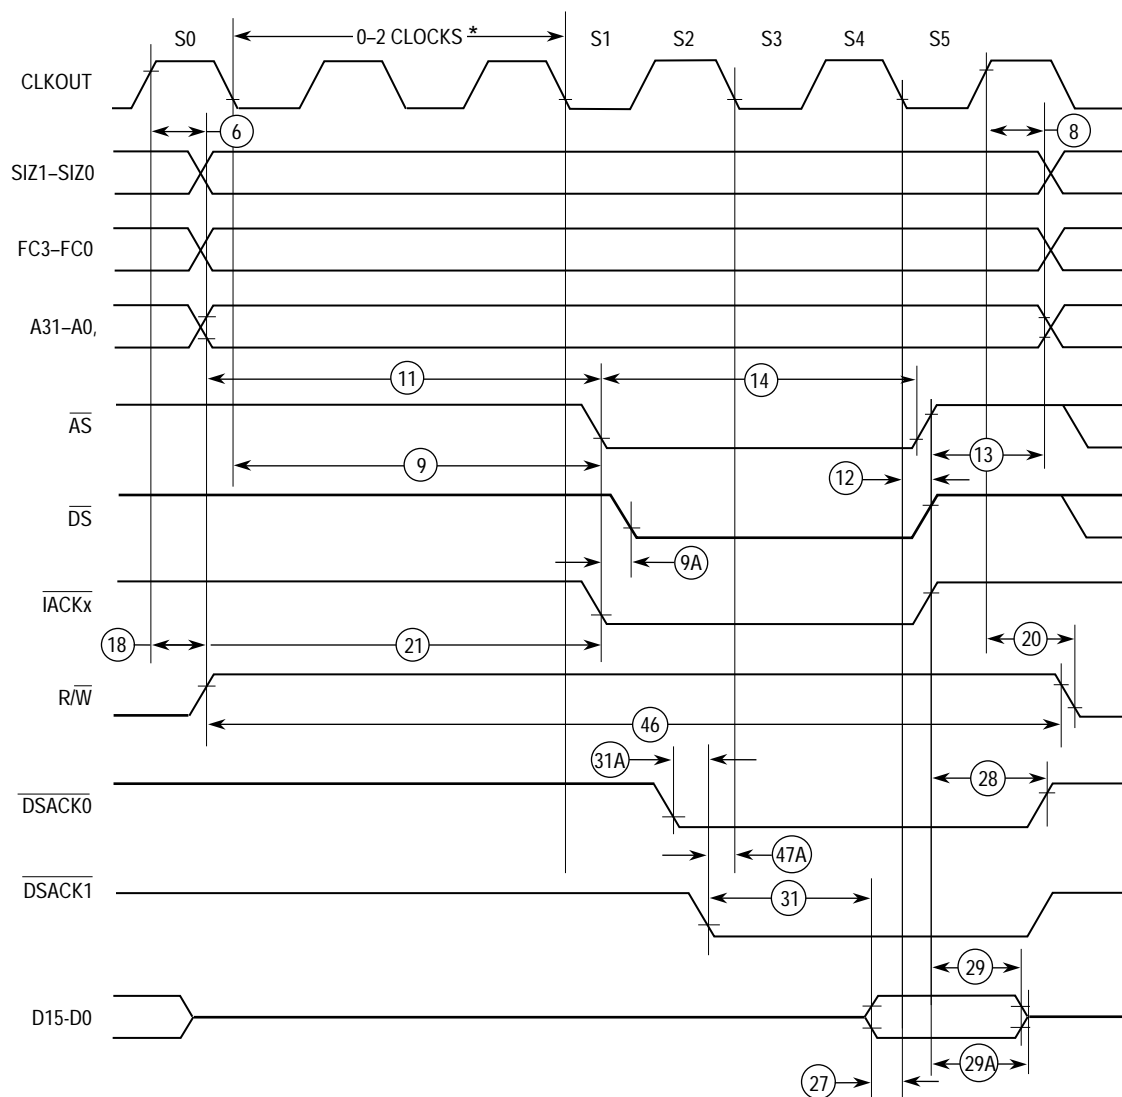 S0
0–2 CLOCKS *
S1
S2
S3
S4
S5
CLKOUT
6
8
SIZ1–SIZ0
FC3–FC0
A31–A0,
11
14
AS
9
13
12
DS
9A
IACKx
18
21
20
R/W
46
31A
28
DSACK0
47A
DSACK1
31
29
D15-D0
29A
27